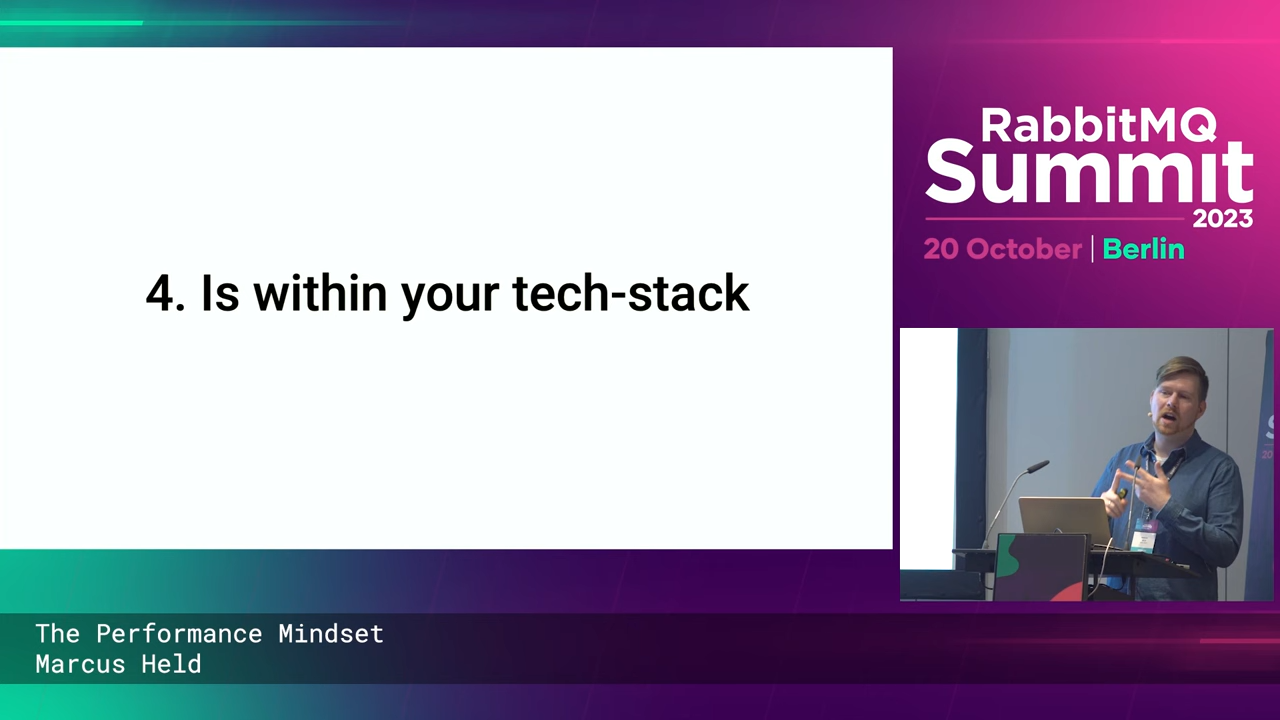 4. Is within your tech-stack
RabbitMQ
Summit
2023
20 October | Berlin
The Performance Mindset
Marcus Held